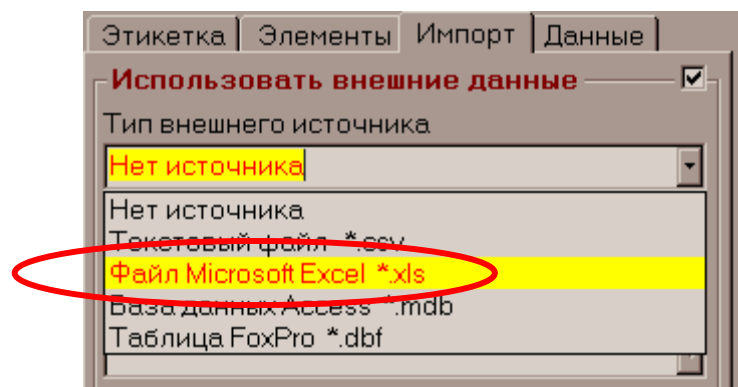 Этикетка Элементы Импорт Данные
Использовать внешние данные
Тип внешнего источника
Нет источника
Нет источника
Текстовый файл *.csv
Файл Microsoft Excel *.xls
База данных Access *.mdb
Таблица FoxPro *.dbf